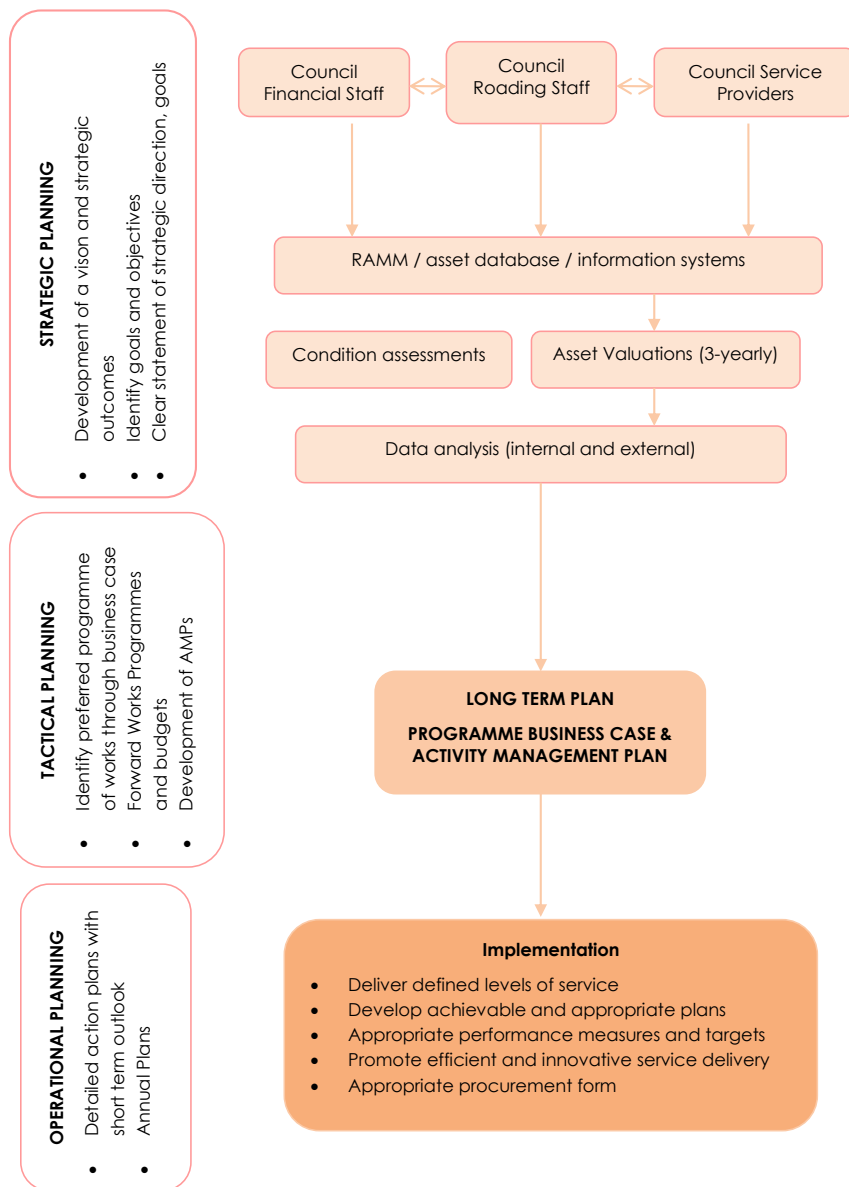 STRATEGIC PLANNING
• Development of a vison and strategic
outcomes
• Identify goals and objectives
• Clear statement of strategic direction, goals
TACTICAL PLANNING
• Identify preferred programme
of works through business case
• Forward Works Programmes
and budgets
• Development of AMPs
OPERATIONAL PLANNING
• Detailed action plans with
short term outlook
• Annual Plans
Council
Financial Staff
Council
Roading Staff
Council Service
Providers
RAMM / asset database / information systems
Condition assessments
Asset Valuations (3-yearly)
Data analysis (internal and external)
LONG TERM PLAN
PROGRAMME BUSINESS CASE &
ACTIVITY MANAGEMENT PLAN
Implementation
• Deliver defined levels of service
• Develop achievable and appropriate plans
• Appropriate performance measures and targets
• Promote efficient and innovative service delivery
• Appropriate procurement form